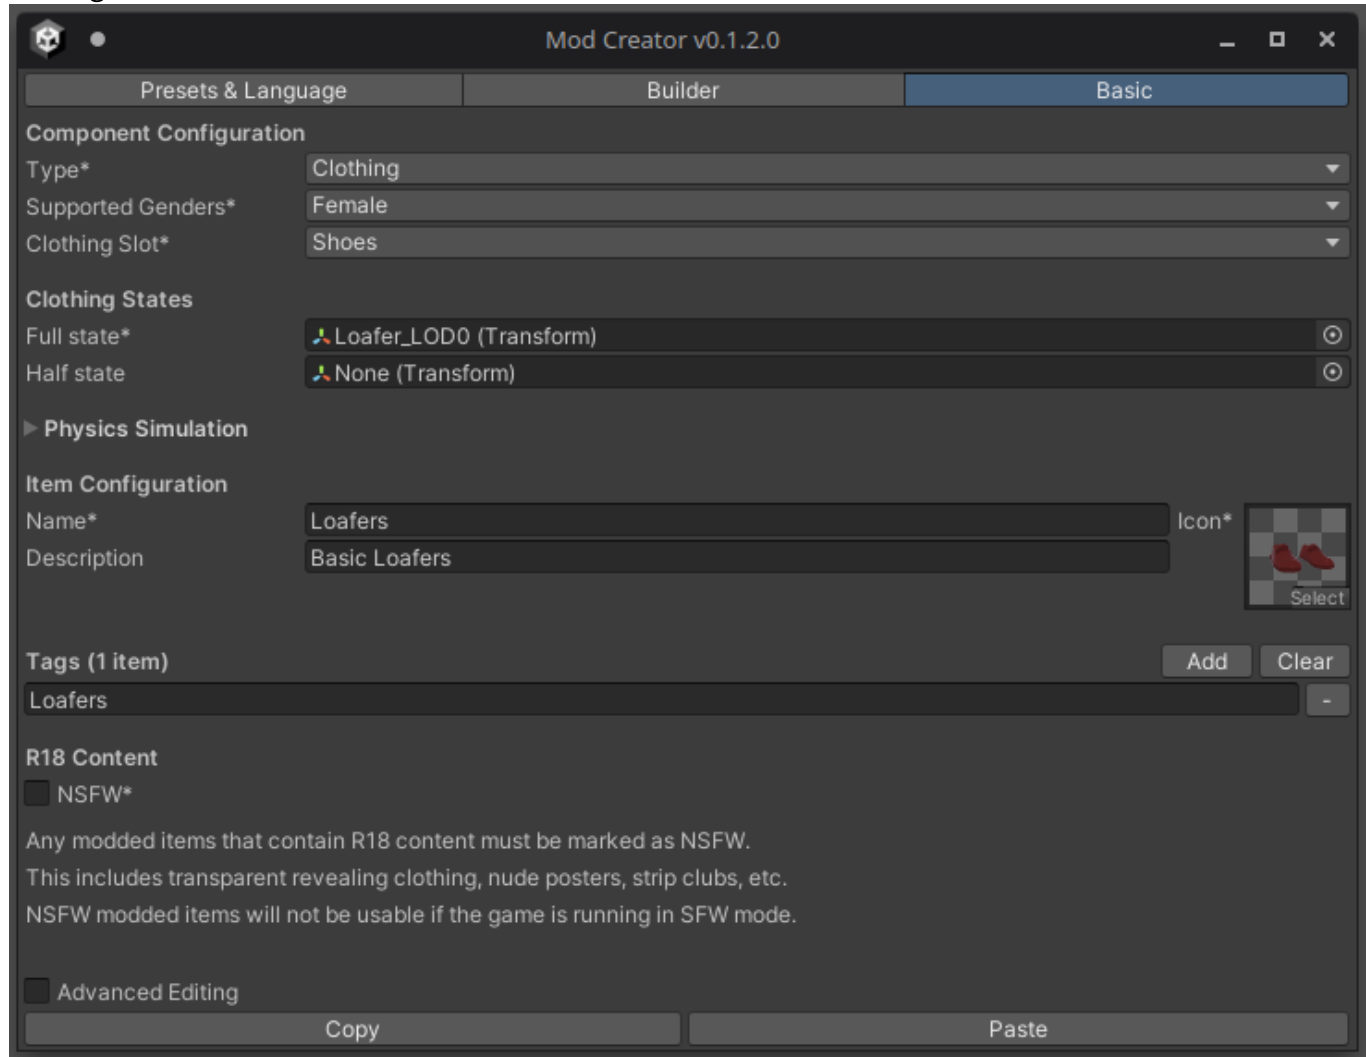 Mod Creator v0.1.2.0
Presets & Language Builder Basic
Component Configuration
Type* Clothing
Supported Genders* Female
Clothing Slot* Shoes
Clothing States
Full state* Loafer_LOD0 (Transform)
Half state None (Transform)
Physics Simulation
Item Configuration
Name* Loafers Icon*
Description Basic Loafers
Select
Tags (1 item) Add Clear
Loafers -
R18 Content
NSFW*
Any modded items that contain R18 content must be marked as NSFW.
This includes transparent revealing clothing, nude posters, strip clubs, etc.
NSFW modded items will not be usable if the game is running in SFW mode.
Advanced Editing
Copy Paste